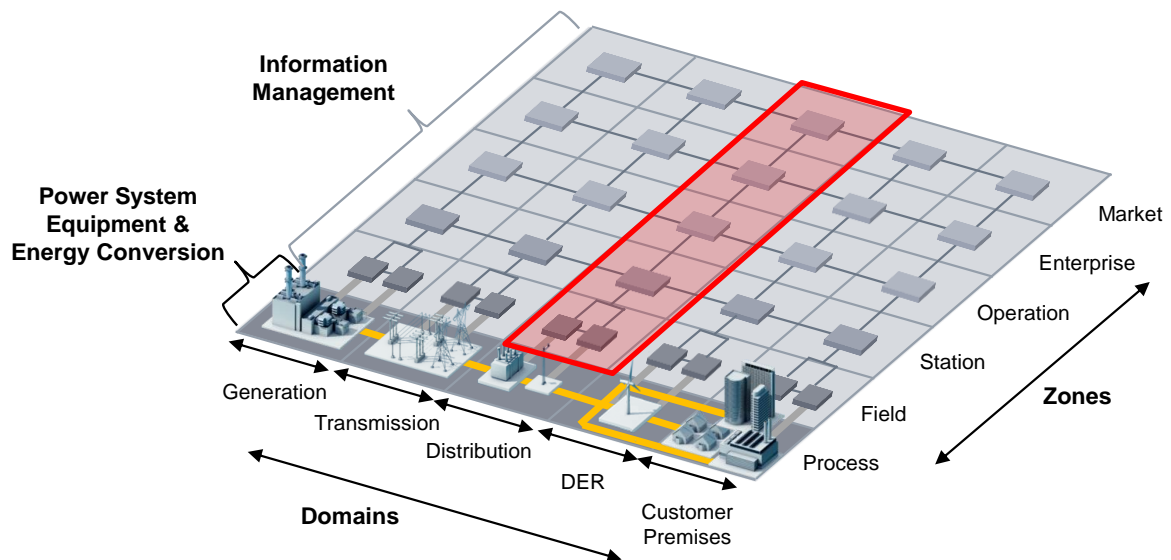 Information
Management
Power System
Equipment &
Energy Conversion
Market
Enterprise
Operation
Station
Field
Process
Zones
Generation
Transmission
Distribution
DER
Customer
Premises
Domains